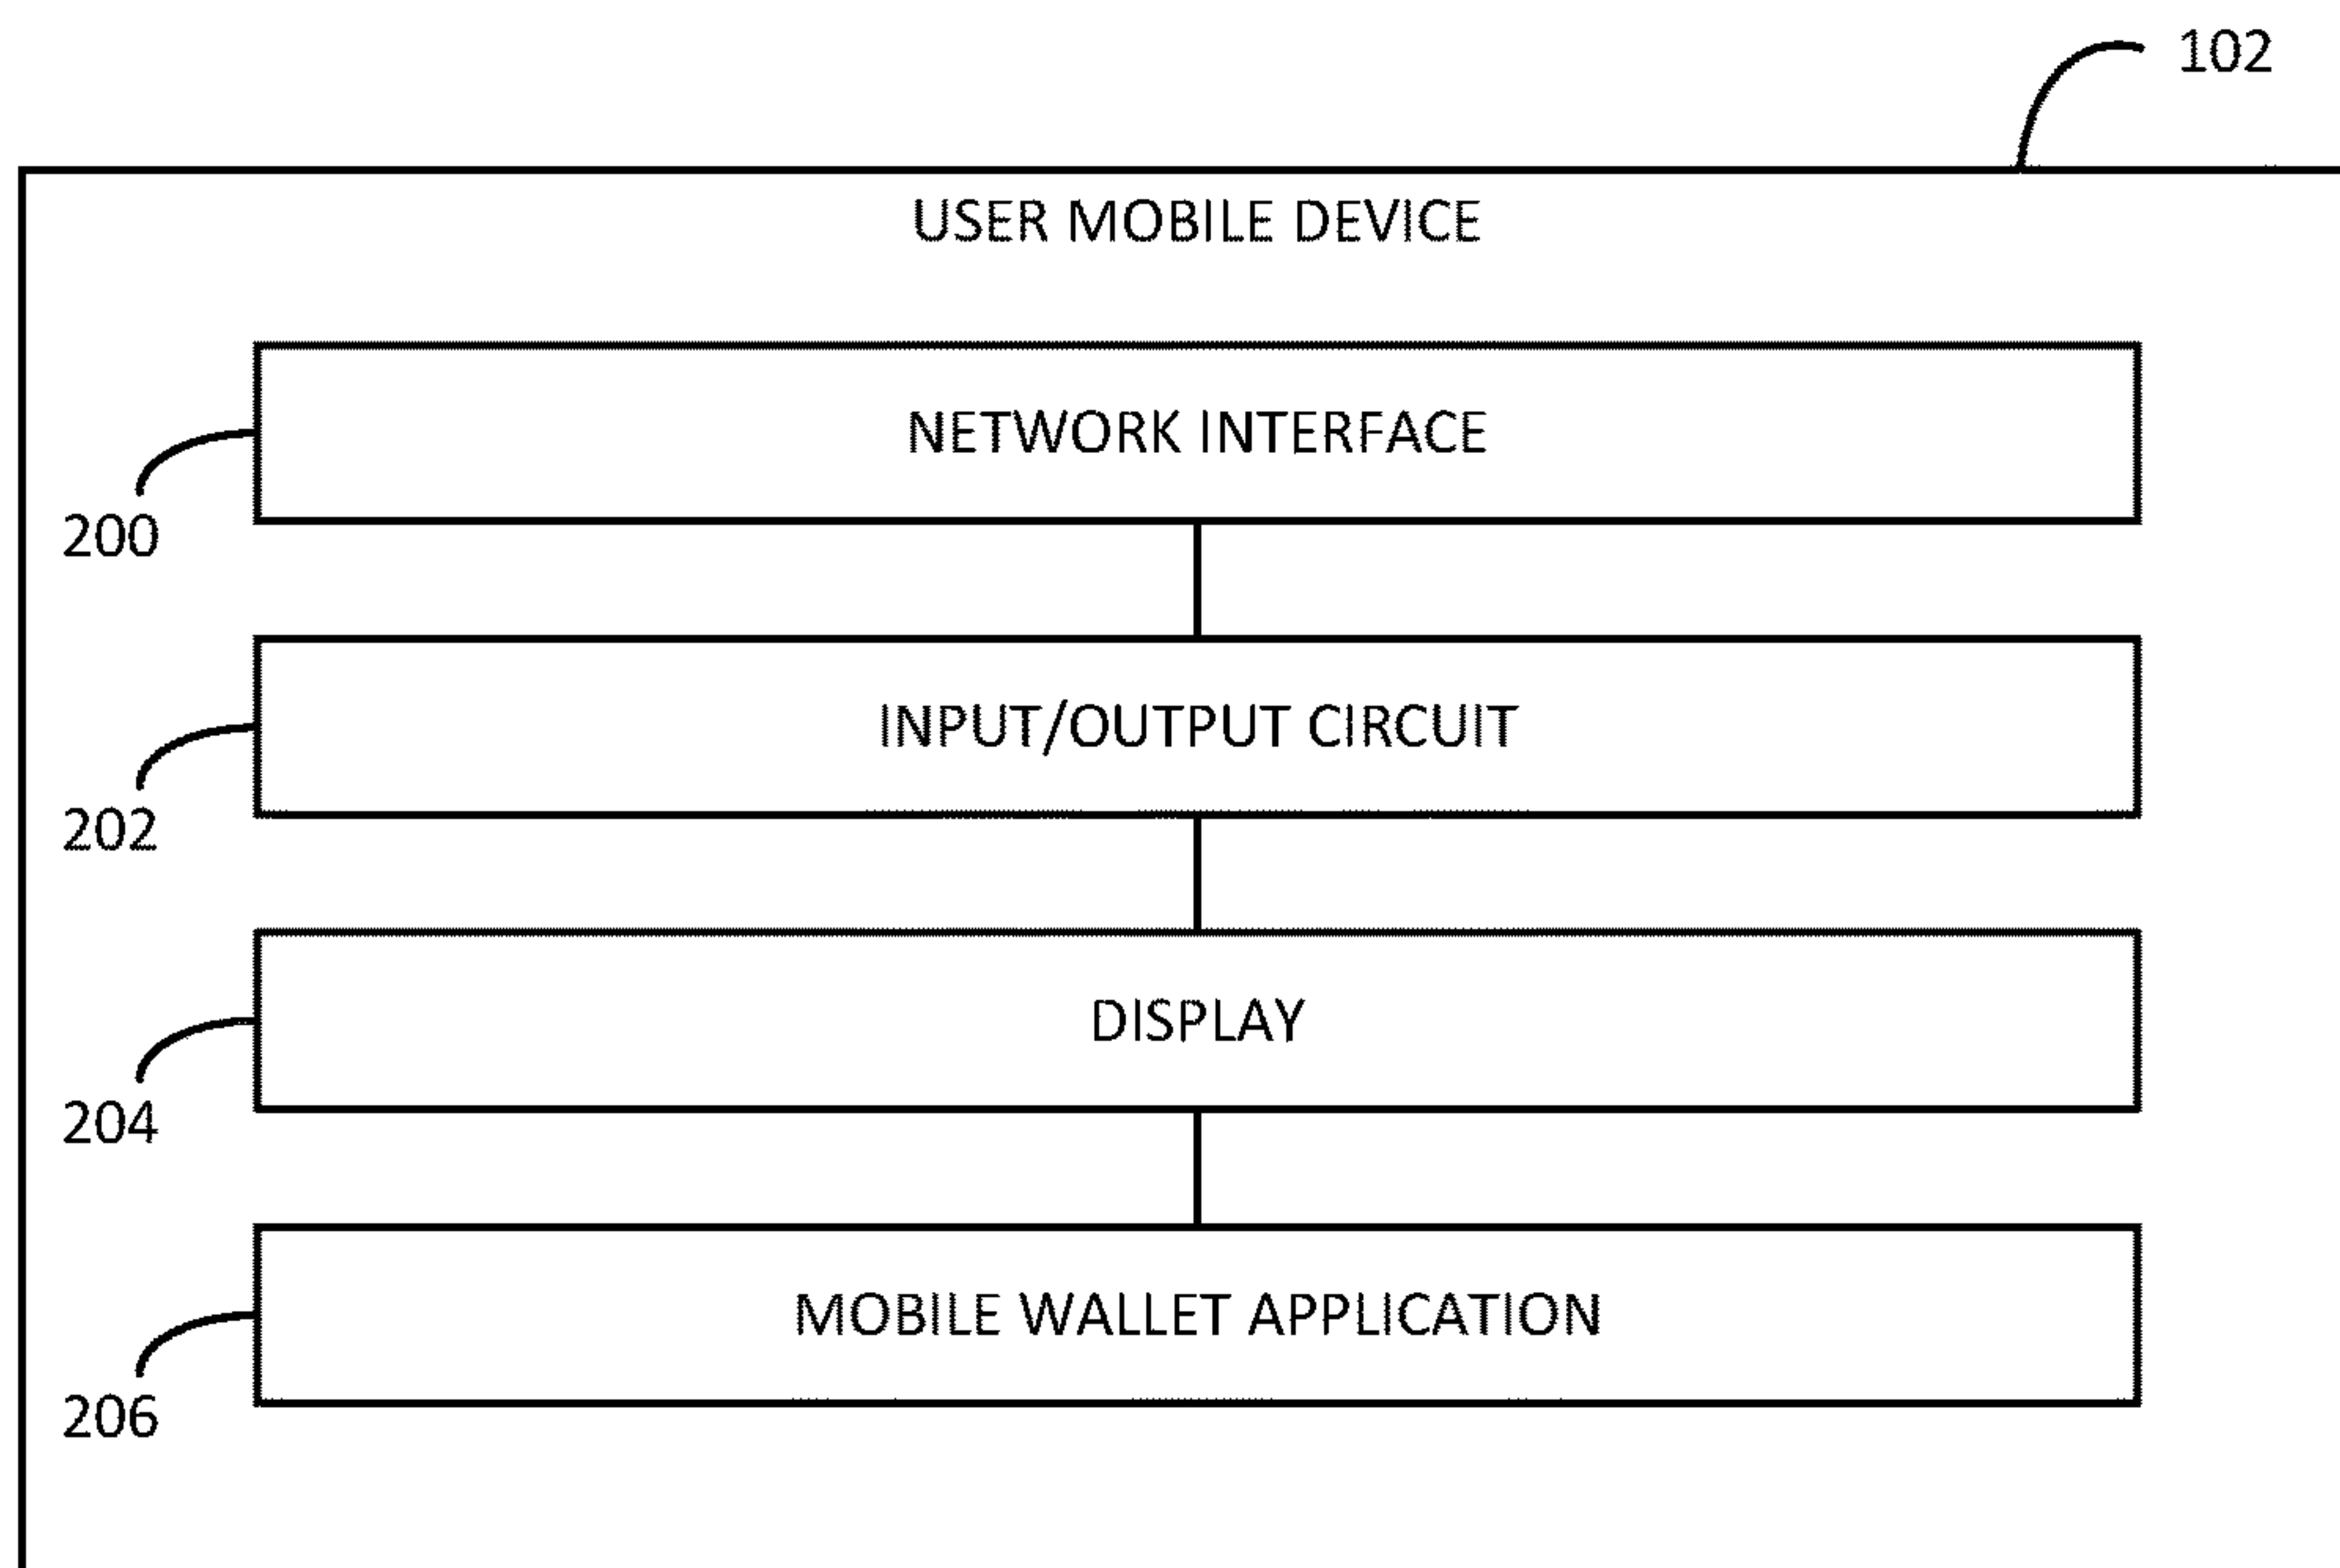 102
USER MOBILE DEVICE
NETWORK INTERFACE
200
INPUT/OUTPUT CIRCUIT
202
DISPLAY
204
MOBILE WALLET APPLICATION
206